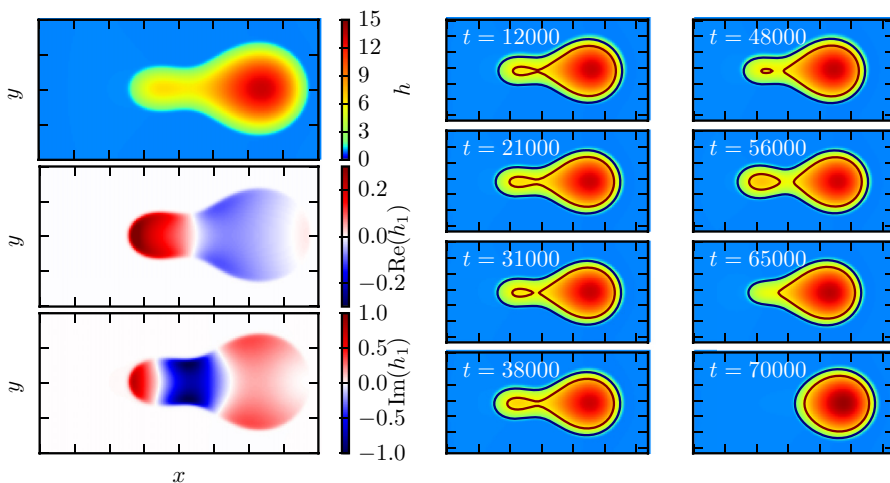 y
15
12
9
6
3
0
h
y
0.2
0.0
−0.2
Re(h₁)
y
1.0
0.5
0.0
−0.5
−1.0
Im(h₁)
x
t = 12000
t = 21000
t = 31000
t = 38000
t = 48000
t = 56000
t = 65000
t = 70000